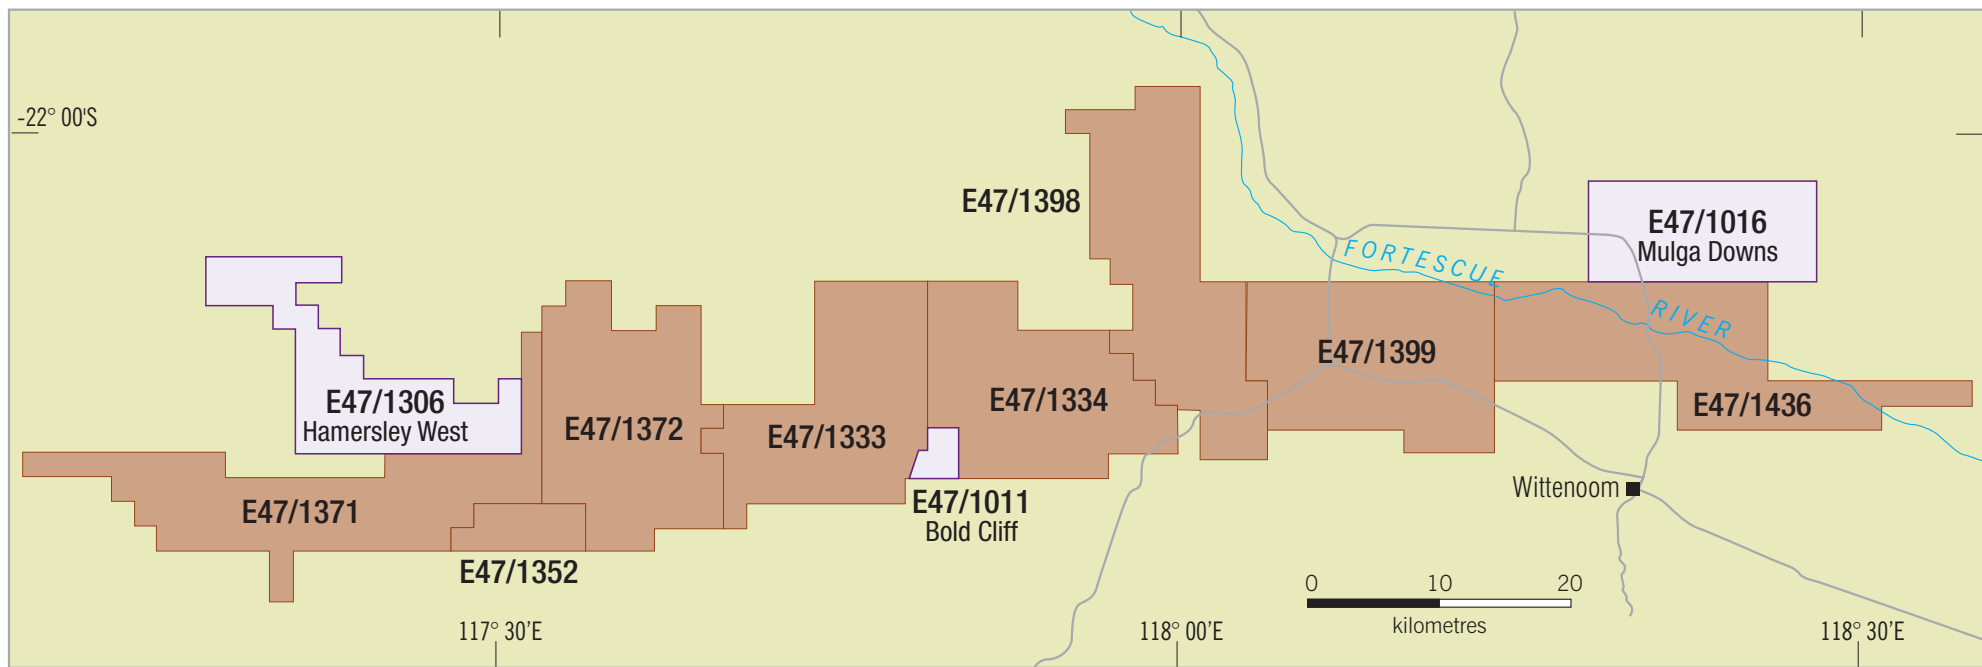 -22° 00'S
E47/1398
E47/1016
Mulga Downs
FORTESCUE
RIVER
E47/1399
E47/1306
Hamersley West
E47/1334
E47/1436
E47/1372
E47/1333
E47/1371
E47/1011
Bold Cliff
Wittenoom
E47/1352
0 10 20
kilometres
117° 30'E
118° 00'E
118° 30'E